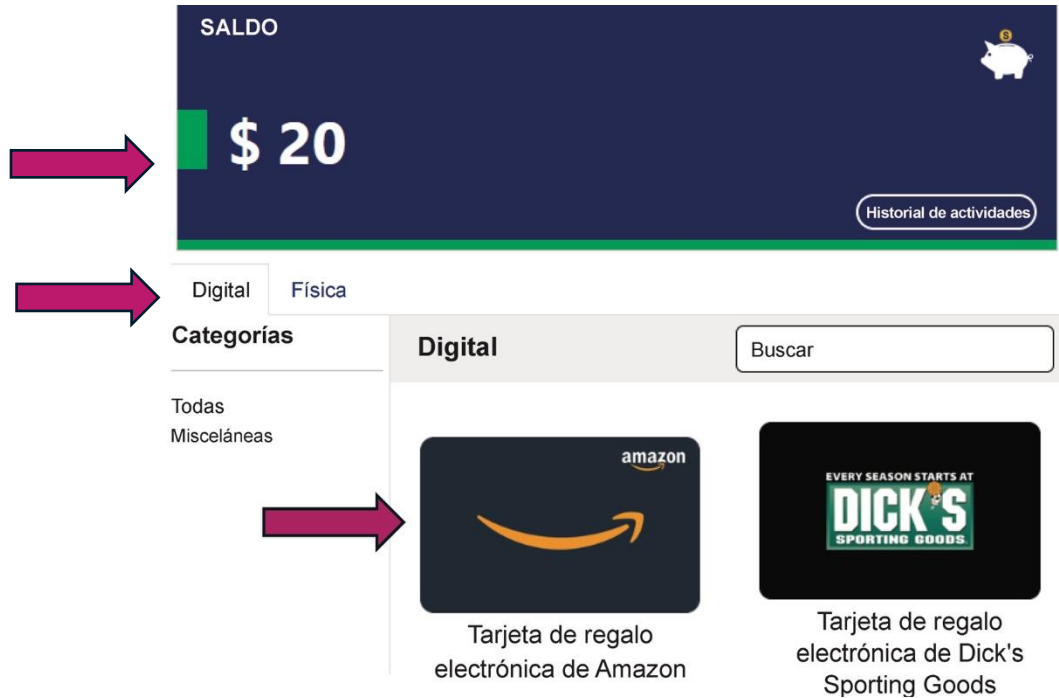 SALDO
S
$ 20
Historial de actividades
Digital
Física
Categorías
Digital
Buscar
Todas
Misceláneas
amazon
EVERY SEASON STARTS AT
DICK'S
SPORTING GOODS
Tarjeta de regalo
electrónica de Amazon
Tarjeta de regalo
electrónica de Dick's
Sporting Goods